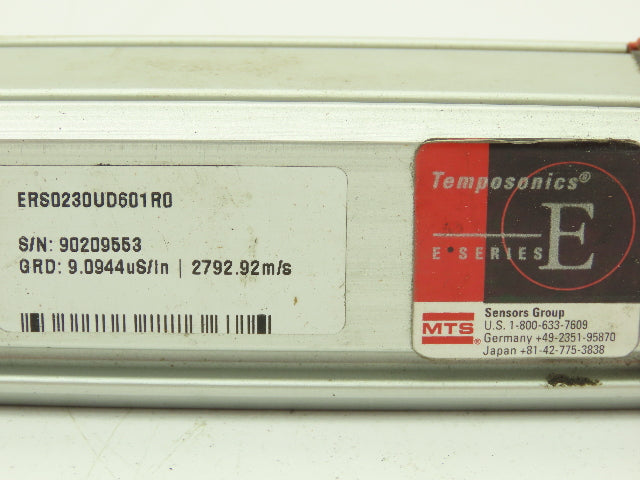 ERS0230UD601R0
S/N: 90209553
GRD: 9.0944uS/in | 2792.92m/s
Temposonics®
E • SERIES
E
MTS®
Sensors Group
U.S. 1-800-633-7609
Germany +49-2351-95870
Japan +81-42-775-3838